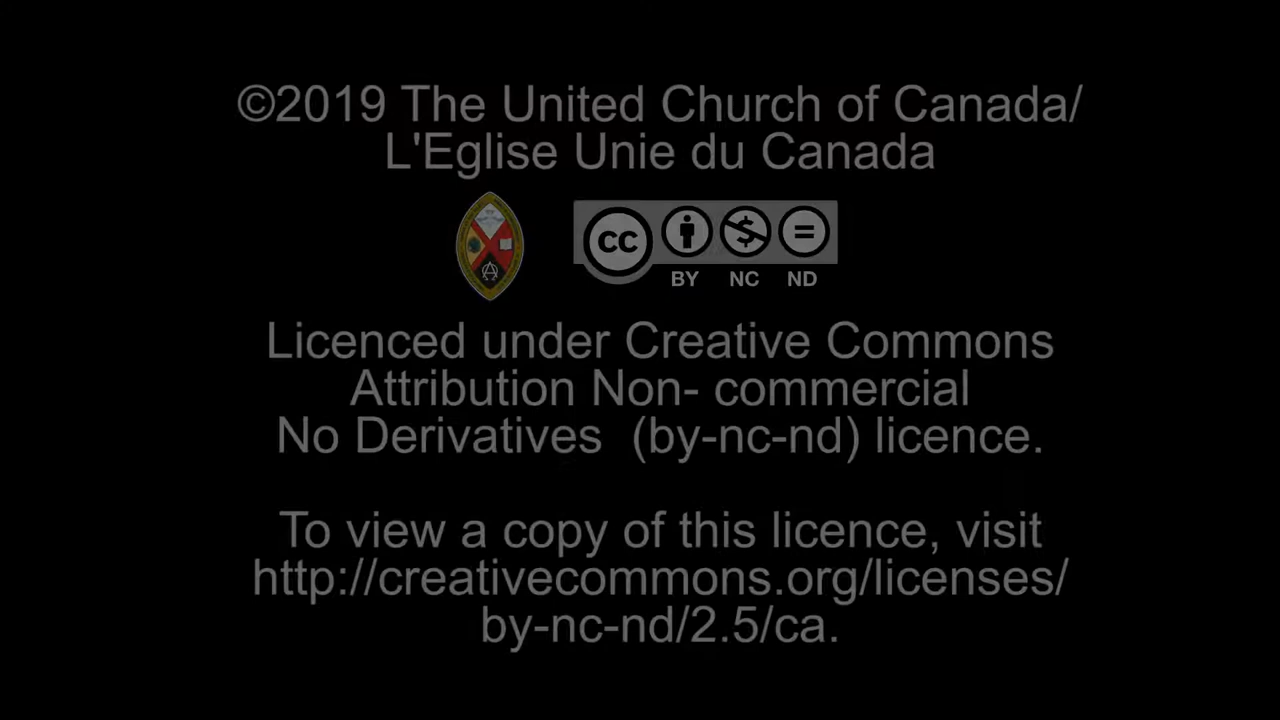 ©2019 The United Church of Canada/
L'Eglise Unie du Canada
cc
BY NC ND
Licenced under Creative Commons
Attribution Non- commercial
No Derivatives (by-nc-nd) licence.
To view a copy of this licence, visit
http://creativecommons.org/licenses/
by-nc-nd/2.5/ca.